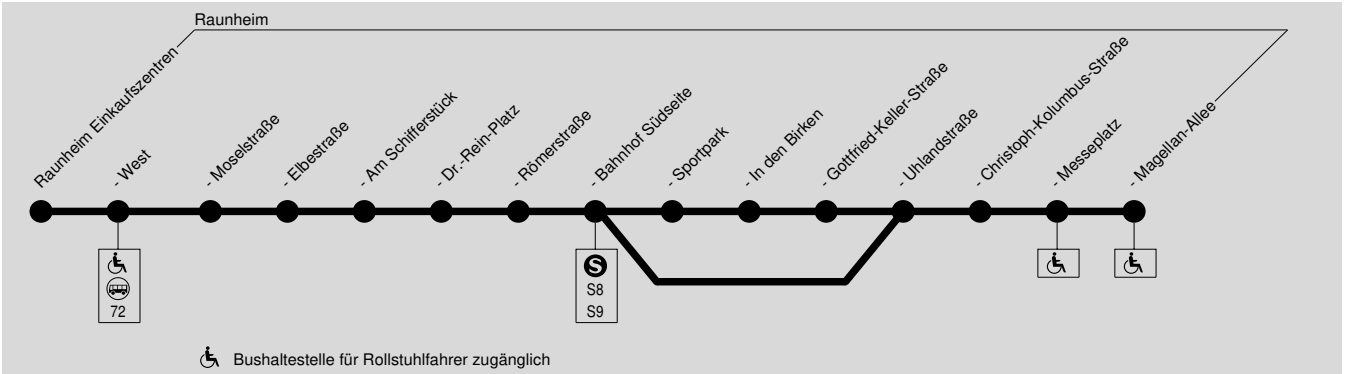 Raunheim
Raunheim Einkaufszentren
- West
- Moselstraße
- Elbestraße
- Am Schifferstück
- Dr.-Rein-Platz
- Römerstraße
- Bahnhof Südseite
- Sportpark
- In den Birken
- Gottfried-Keller-Straße
- Uhlandstraße
- Christoph-Kolumbus-Straße
- Messeplatz
- Magellan-Allee
72
S
S8
S9
Bushaltestelle für Rollstuhlfahrer zugänglich